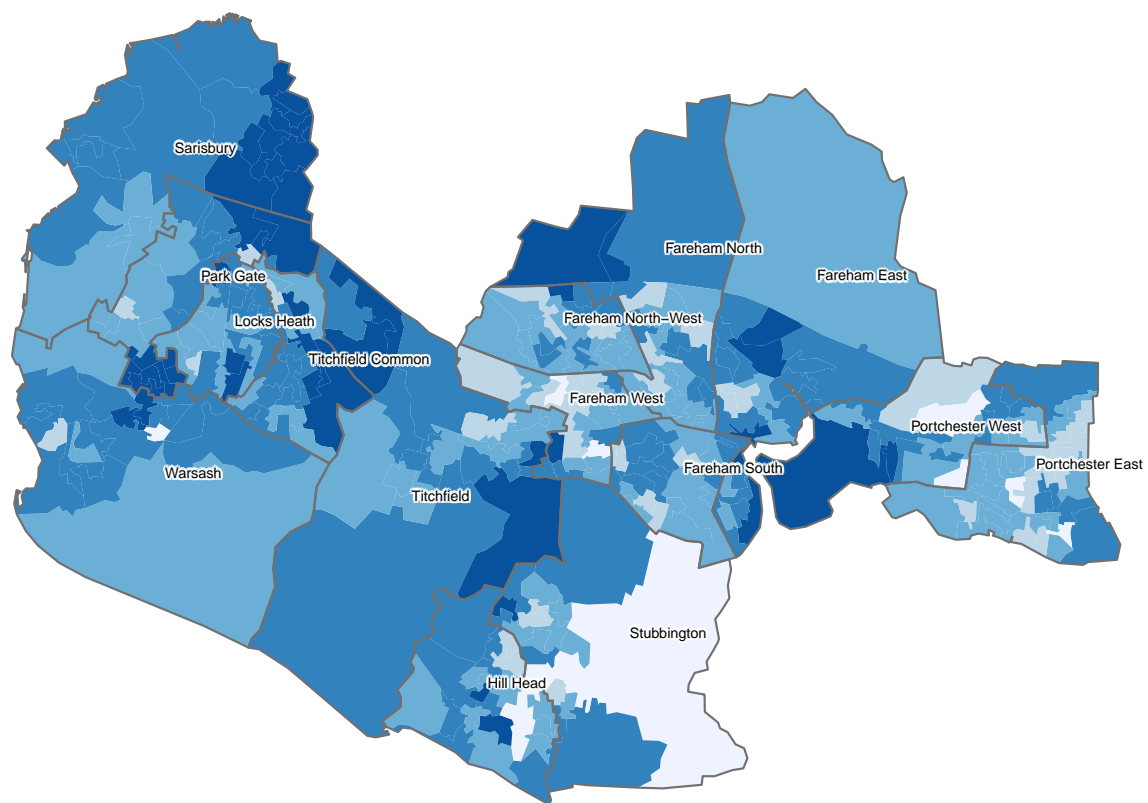 Sarisbury
Fareham North
Fareham East
Park Gate
Locks Heath
Fareham North−West
Titchfield Common
Fareham West
Portchester West
Portchester East
Fareham South
Warsash
Titchfield
Stubbington
Hill Head